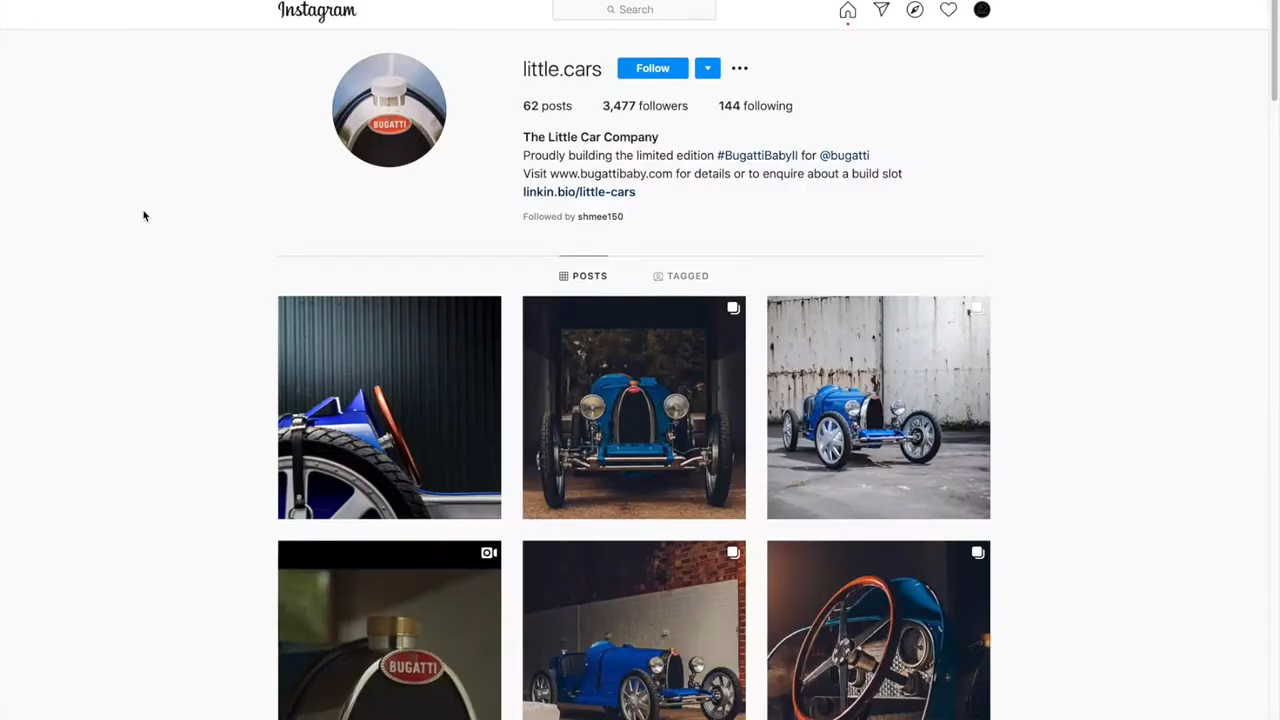 Instagram
Search
little.cars Follow
62 posts 3,477 followers 144 following
The Little Car Company
Proudly building the limited edition #BugattiBabyII for @bugatti
Visit www.bugattibaby.com for details or to enquire about a build slot
linkin.bio/little-cars
Followed by shmee150
POSTS TAGGED
BUGATTI
BUGATTI